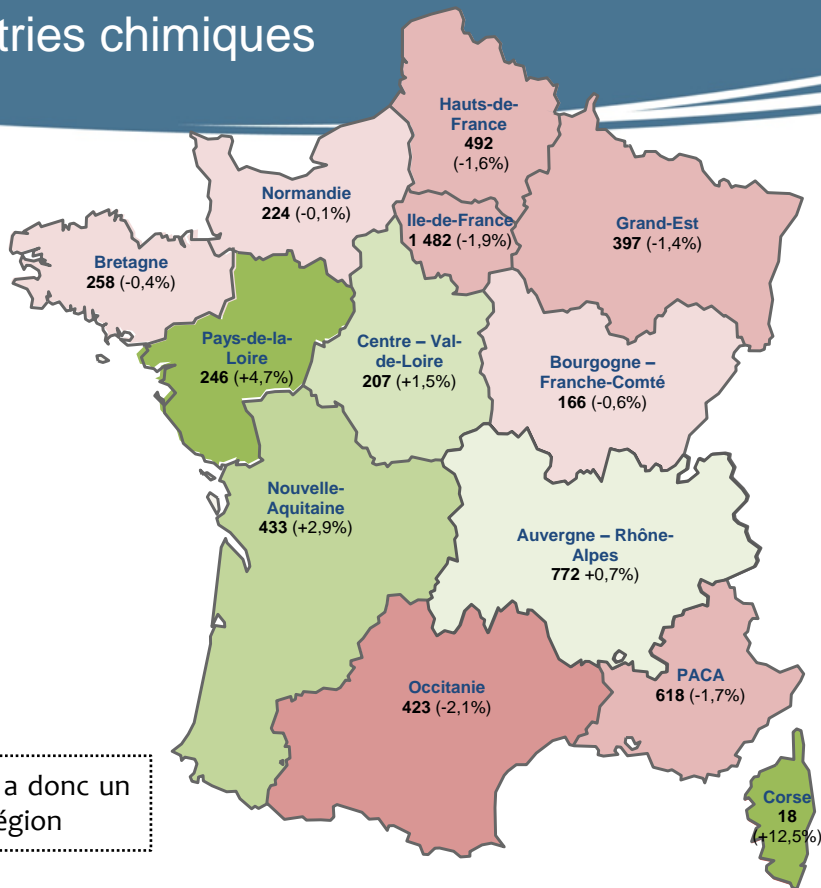 tries chimiques
Hauts-de-
France
492
(-1,6%)
Normandie
224 (-0,1%)
Ile-de-France
1 482 (-1,9%)
Grand-Est
397 (-1,4%)
Bretagne
258 (-0,4%)
Pays-de-la-
Loire
246 (+4,7%)
Centre – Val-
de-Loire
207 (+1,5%)
Bourgogne –
Franche-Comté
166 (-0,6%)
Nouvelle-
Aquitaine
433 (+2,9%)
Auvergne – Rhône-
Alpes
772 +0,7%)
Occitanie
423 (-2,1%)
PACA
618 (-1,7%)
Corse
18
(+12,5%)
a donc un
égion